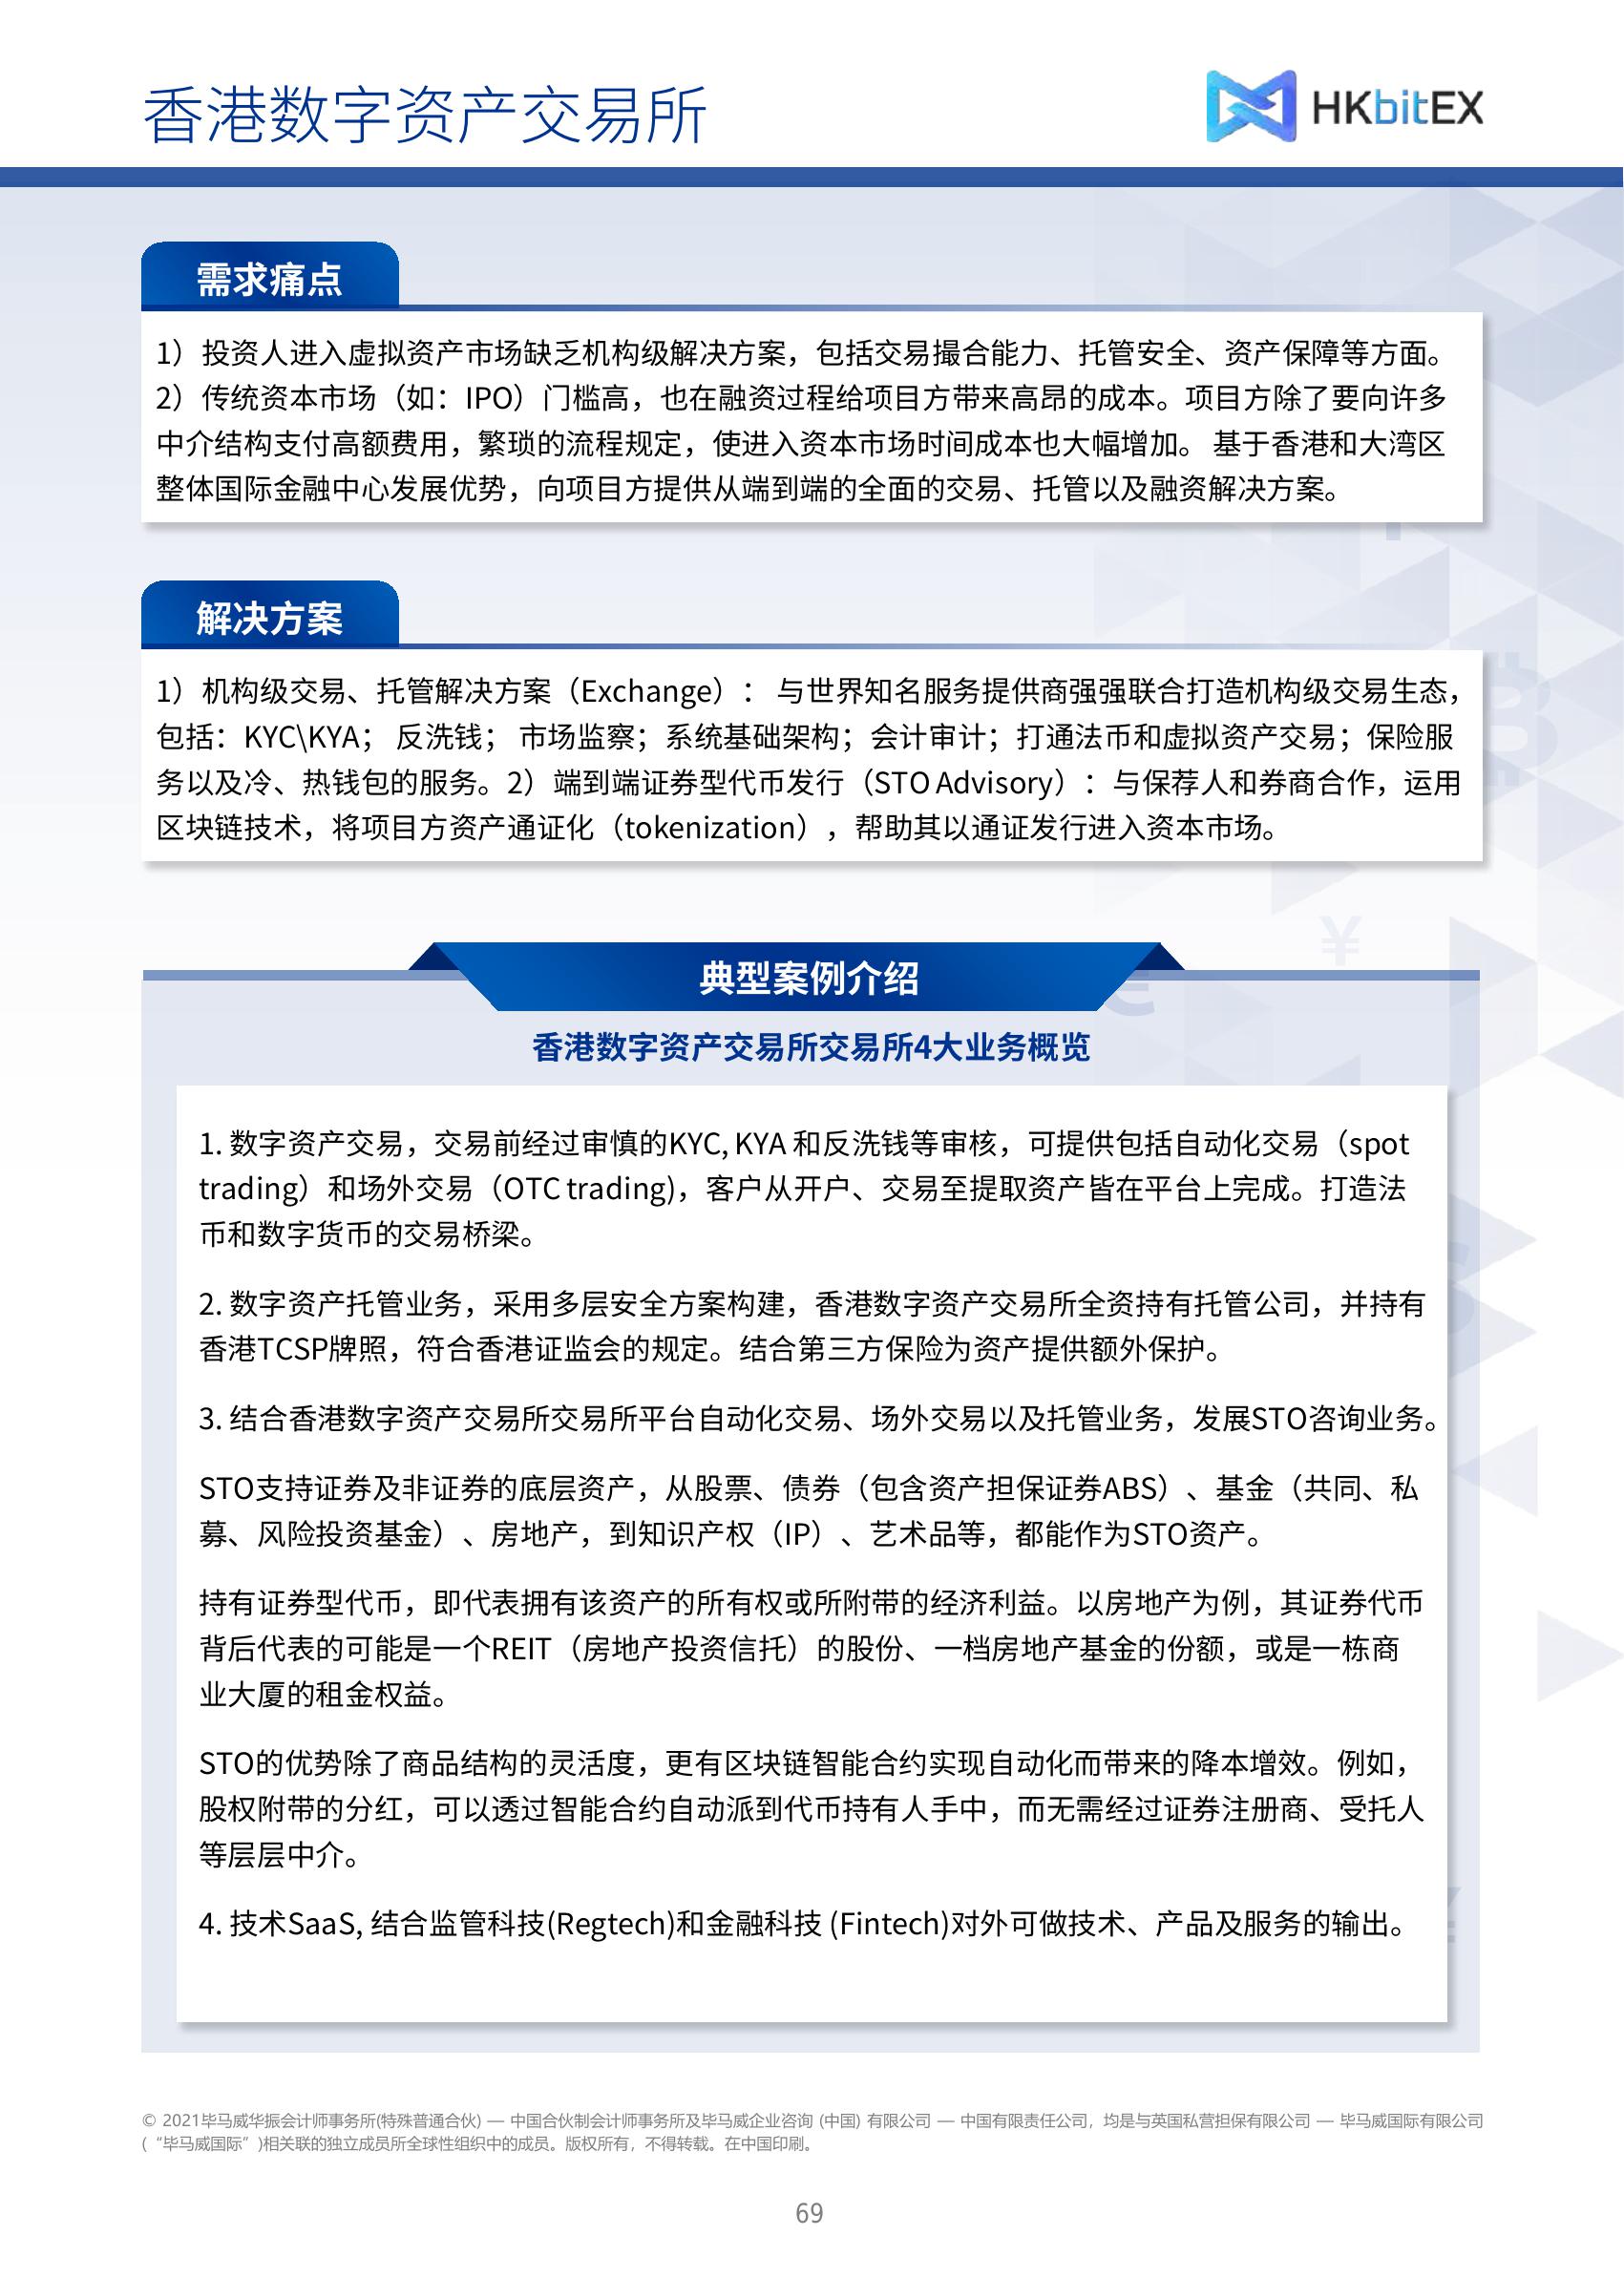 香港数字资产交易所
HKbitEX
需求痛点
1）投资人进入虚拟资产市场缺乏机构级解决方案，包括交易撮合能力、托管安全、资产保障等方面。
2）传统资本市场（如：IPO）门槛高，也在融资过程给项目方带来高昂的成本。项目方除了要向许多
中介结构支付高额费用，繁琐的流程规定，使进入资本市场时间成本也大幅增加。 基于香港和大湾区
整体国际金融中心发展优势，向项目方提供从端到端的全面的交易、托管以及融资解决方案。
解决方案
1）机构级交易、托管解决方案（Exchange）： 与世界知名服务提供商强强联合打造机构级交易生态，
包括：KYC\KYA； 反洗钱； 市场监察；系统基础架构；会计审计；打通法币和虚拟资产交易；保险服
务以及冷、热钱包的服务。2）端到端证券型代币发行（STO Advisory）：与保荐人和券商合作，运用
区块链技术，将项目方资产通证化（tokenization），帮助其以通证发行进入资本市场。
典型案例介绍
香港数字资产交易所交易所4大业务概览
1. 数字资产交易，交易前经过审慎的KYC, KYA 和反洗钱等审核，可提供包括自动化交易（spot
trading）和场外交易（OTC trading)，客户从开户、交易至提取资产皆在平台上完成。打造法
币和数字货币的交易桥梁。
2. 数字资产托管业务，采用多层安全方案构建，香港数字资产交易所全资持有托管公司，并持有
香港TCSP牌照，符合香港证监会的规定。结合第三方保险为资产提供额外保护。
3. 结合香港数字资产交易所交易所平台自动化交易、场外交易以及托管业务，发展STO咨询业务。
STO支持证券及非证券的底层资产，从股票、债券（包含资产担保证券ABS）、基金（共同、私
募、风险投资基金）、房地产，到知识产权（IP）、艺术品等，都能作为STO资产。
持有证券型代币，即代表拥有该资产的所有权或所附带的经济利益。以房地产为例，其证券代币
背后代表的可能是一个REIT（房地产投资信托）的股份、一档房地产基金的份额，或是一栋商
业大厦的租金权益。
STO的优势除了商品结构的灵活度，更有区块链智能合约实现自动化而带来的降本增效。例如，
股权附带的分红，可以透过智能合约自动派到代币持有人手中，而无需经过证券注册商、受托人
等层层中介。
4. 技术SaaS, 结合监管科技(Regtech)和金融科技 (Fintech)对外可做技术、产品及服务的输出。
© 2021毕马威华振会计师事务所(特殊普通合伙) — 中国合伙制会计师事务所及毕马威企业咨询 (中国) 有限公司 — 中国有限责任公司，均是与英国私营担保有限公司 — 毕马威国际有限公司
(“毕马威国际”)相关联的独立成员所全球性组织中的成员。版权所有，不得转载。在中国印刷。
69